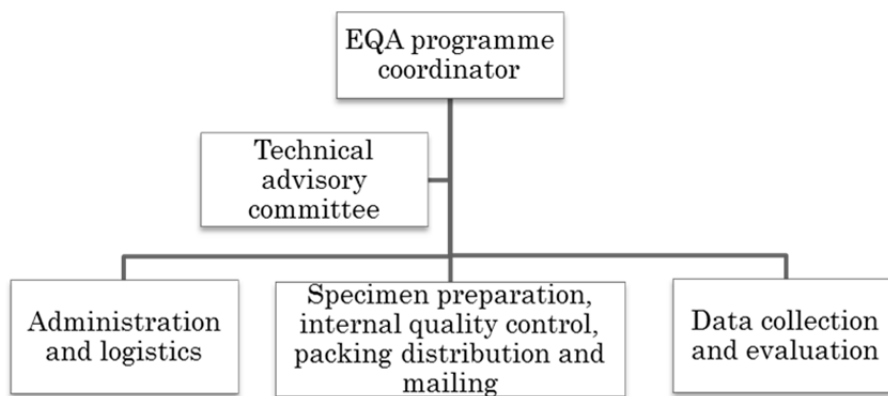 EQA programme
coordinator
Technical
advisory
committee
Administration
and logistics
Specimen preparation,
internal quality control,
packing distribution and
mailing
Data collection
and evaluation